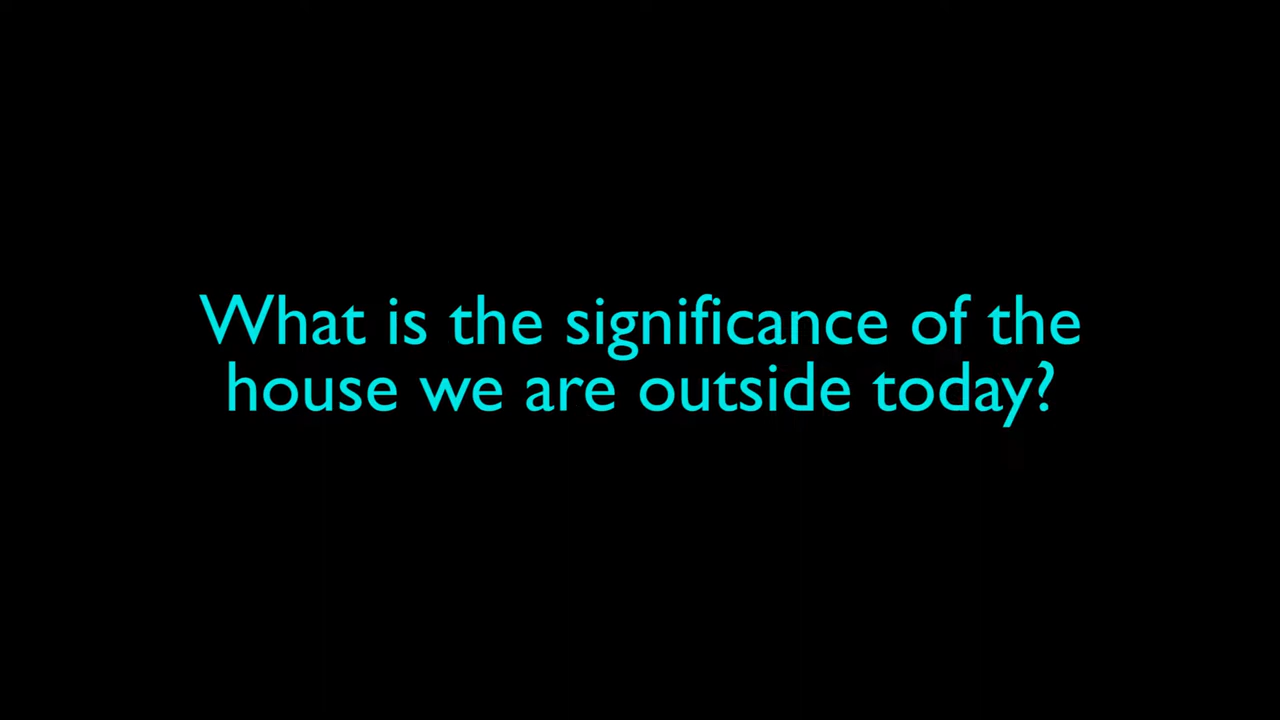 What is the significance of the
house we are outside today?